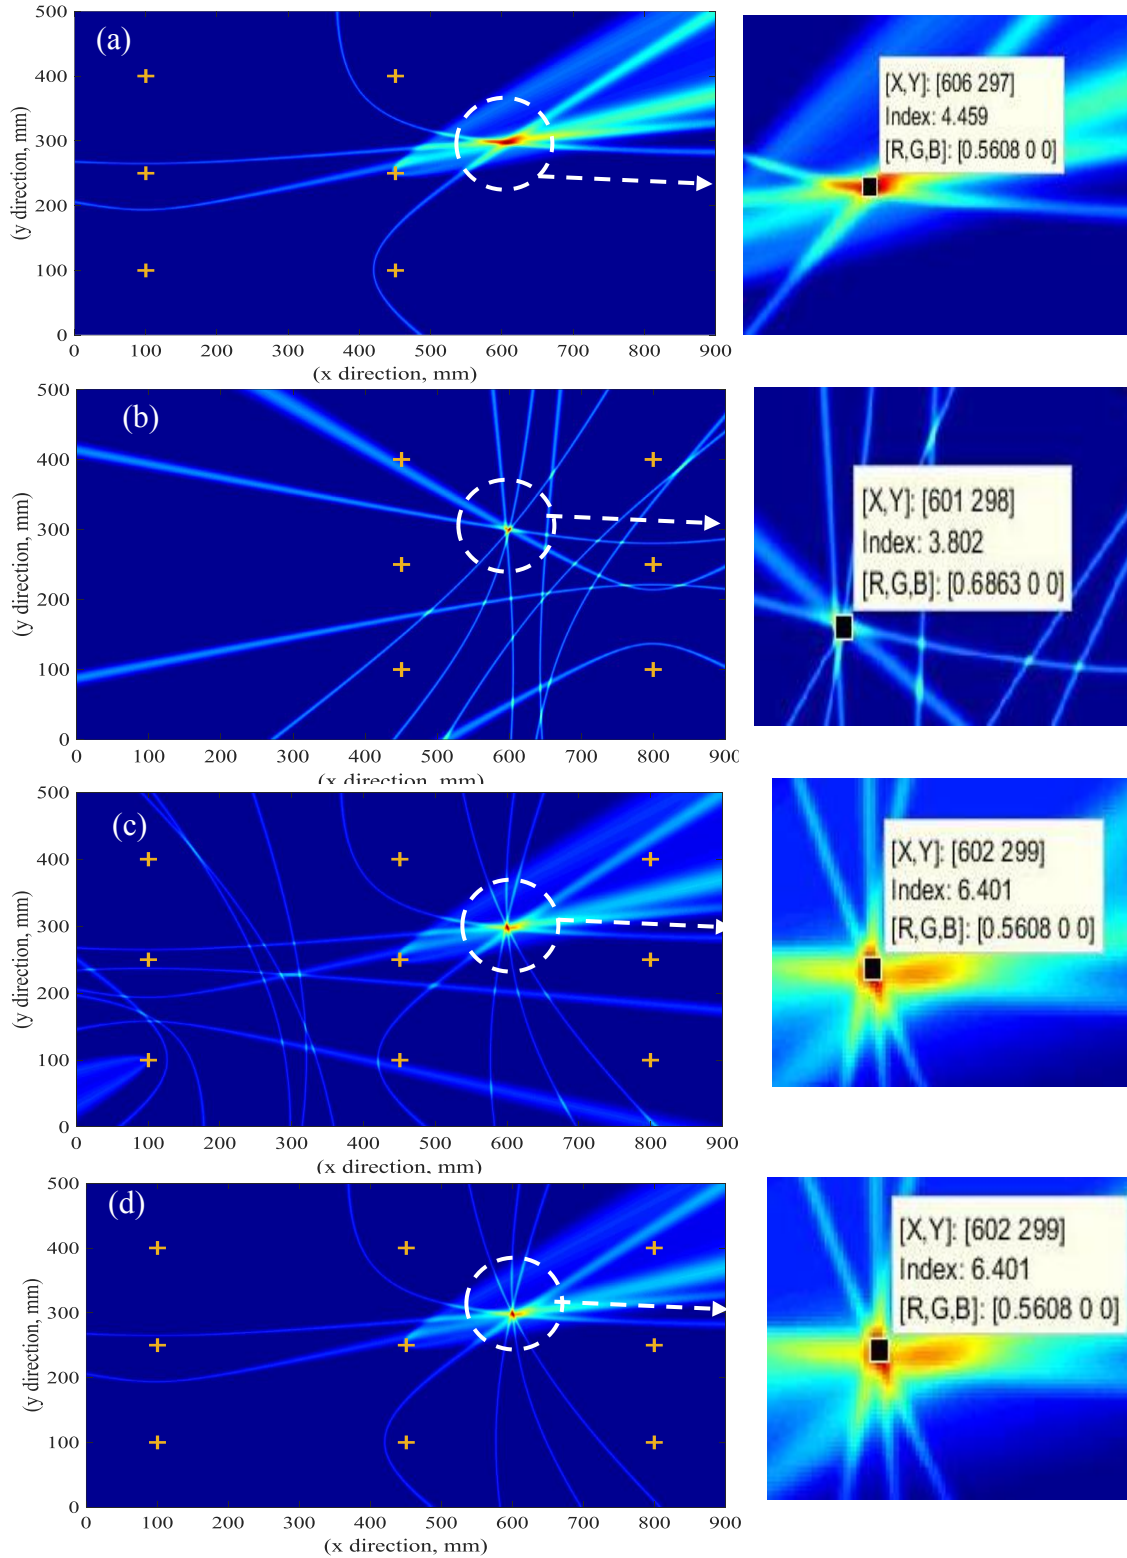 (a)
500
400
300
200
100
0
(y direction, mm)
0 100 200 300 400 500 600 700 800 900
(x direction, mm)
[X,Y]: [606 297]
Index: 4.459
[R,G,B]: [0.5608 0 0]
(b)
500
400
300
200
100
0
(y direction, mm)
0 100 200 300 400 500 600 700 800 900
(x direction, mm)
[X,Y]: [601 298]
Index: 3.802
[R,G,B]: [0.6863 0 0]
(c)
500
400
300
200
100
0
(y direction, mm)
0 100 200 300 400 500 600 700 800 900
(x direction, mm)
[X,Y]: [602 299]
Index: 6.401
[R,G,B]: [0.5608 0 0]
(d)
500
400
300
200
100
0
(y direction, mm)
0 100 200 300 400 500 600 700 800 900
(x direction, mm)
[X,Y]: [602 299]
Index: 6.401
[R,G,B]: [0.5608 0 0]